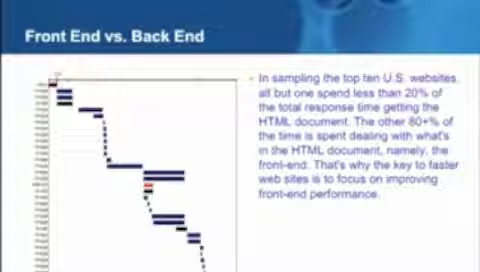 Front End vs. Back End
In sampling the top ten U.S. websites,
all but one spend less than 20% of
the total response time getting the
HTML document. The other 80+% of
the time is spent dealing with what's
in the HTML document, namely, the
front-end. That's why the key to faster
web sites is to focus on improving
front-end performance.